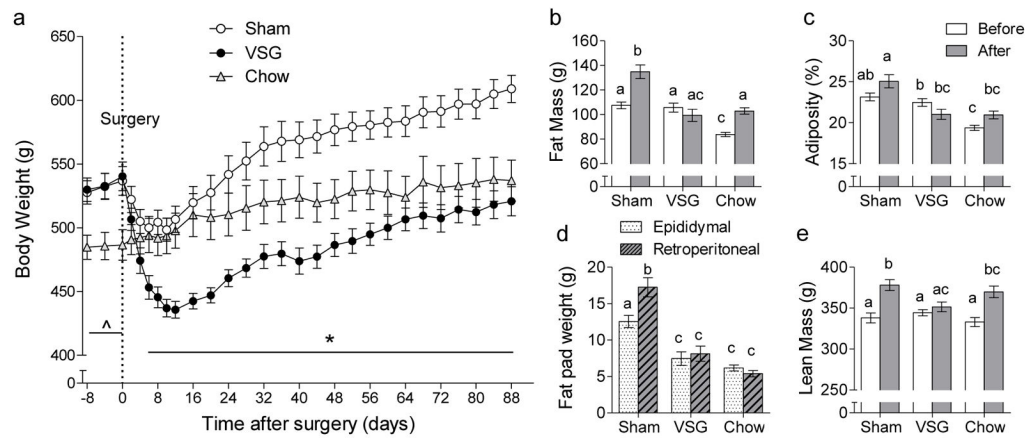 a
Sham
VSG
Chow
650
600
550
500
450
400
0
Body Weight (g)
Surgery
^
*
-8 0 8 16 24 32 40 48 56 64 72 80 88
Time after surgery (days)
b
160
140
120
100
80
60
0
Fat Mass (g)
a b a ac c a
Sham VSG Chow
c
Before
After
30
25
20
15
0
Adiposity (%)
ab a b bc c bc
Sham VSG Chow
d
Epididymal
Retroperitoneal
20
15
10
5
0
Fat pad weight (g)
a b c c c c
Sham VSG Chow
e
400
350
300
250
0
Lean Mass (g)
a b a ac a bc
Sham VSG Chow